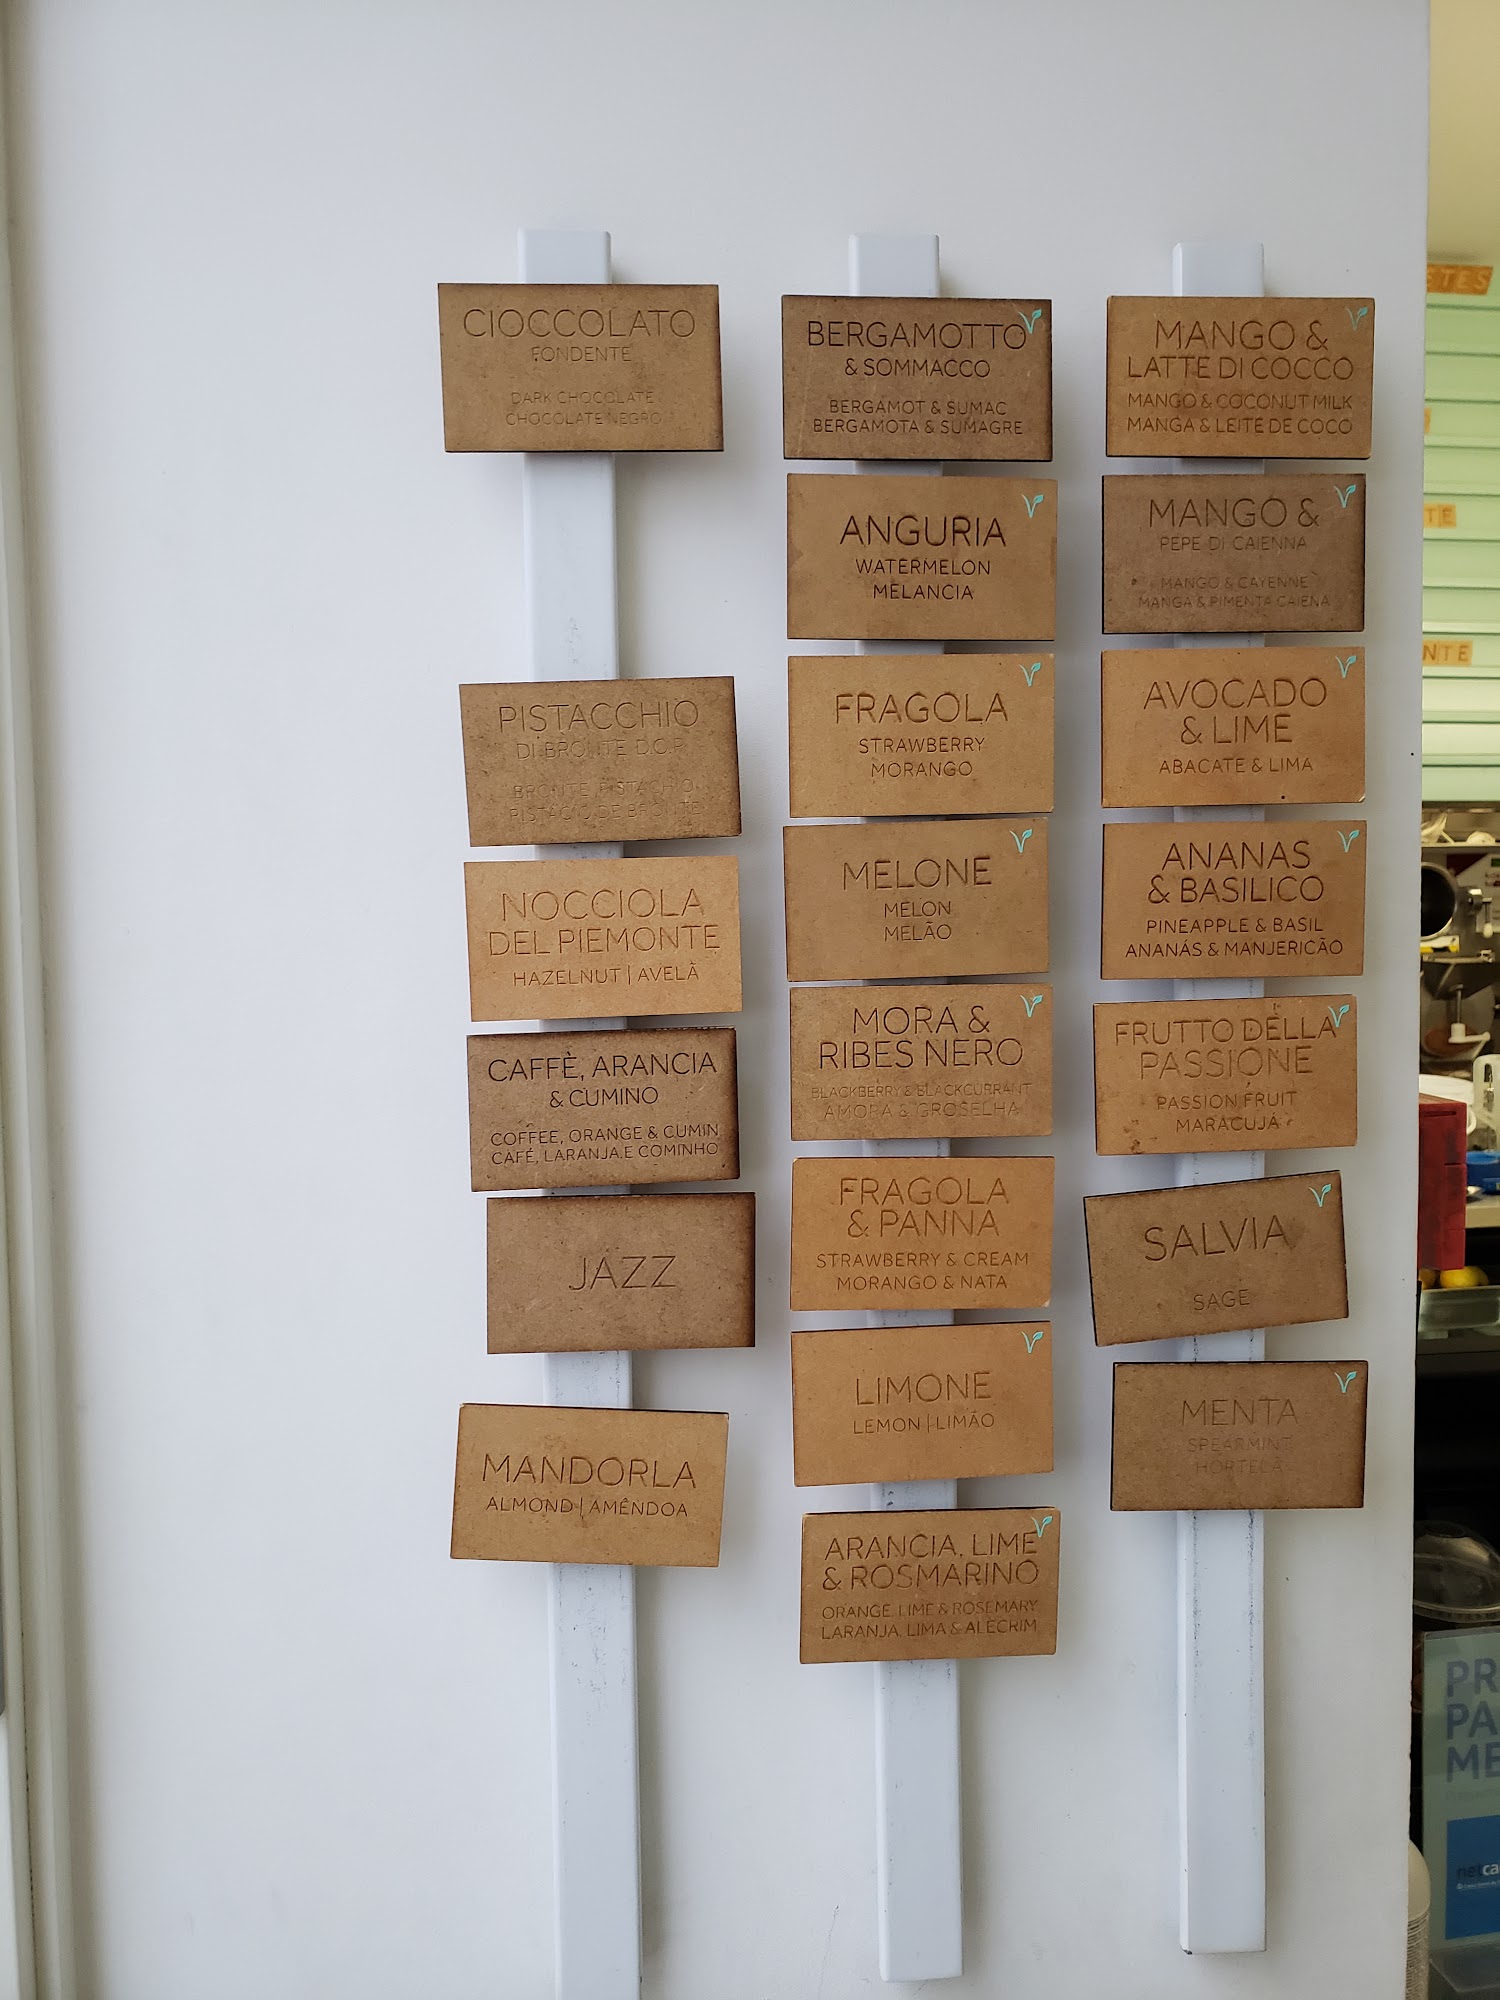 CIOCCOLATO
FONDENTE
DARK CHOCOLATE
CHOCOLATE NEGRO
PISTACCHIO
DI BRONTE D.O.P.
BRONTE PISTACHIO
PISTACIO DE BRONTE
NOCCIOLA
DEL PIEMONTE
HAZELNUT | AVELÃ
CAFFÈ, ARANCIA
& CUMINO
COFFEE, ORANGE & CUMIN
CAFÉ, LARANJA E COMINHO
JAZZ
MANDORLA
ALMOND | AMÊNDOA
BERGAMOTTO
& SOMMACCO
BERGAMOT & SUMAC
BERGAMOTA & SUMAGRE
ANGURIA
WATERMELON
MELANCIA
FRAGOLA
STRAWBERRY
MORANGO
MELONE
MELON
MELÃO
MORA &
RIBES NERO
BLACKBERRY & BLACKCURRANT
AMORA & GROSELHA
FRAGOLA
& PANNA
STRAWBERRY & CREAM
MORANGO & NATA
LIMONE
LEMON | LIMÃO
ARANCIA, LIME
& ROSMARINO
ORANGE, LIME & ROSEMARY
LARANJA, LIMA & ALECRIM
MANGO &
LATTE DI COCCO
MANGO & COCONUT MILK
MANGA & LEITE DE COCO
MANGO &
PEPE DI CAIENNA
MANGO & CAYENNE
MANGA & PIMENTA CAIENA
AVOCADO
& LIME
ABACATE & LIMA
ANANAS
& BASILICO
PINEAPPLE & BASIL
ANANÁS & MANJERICÃO
FRUTTO DELLA
PASSIONE
PASSION FRUIT
MARACUJÁ
SALVIA
SAGE
MENTA
SPEARMINT
HORTELÃ
PR
PA
ME
netca